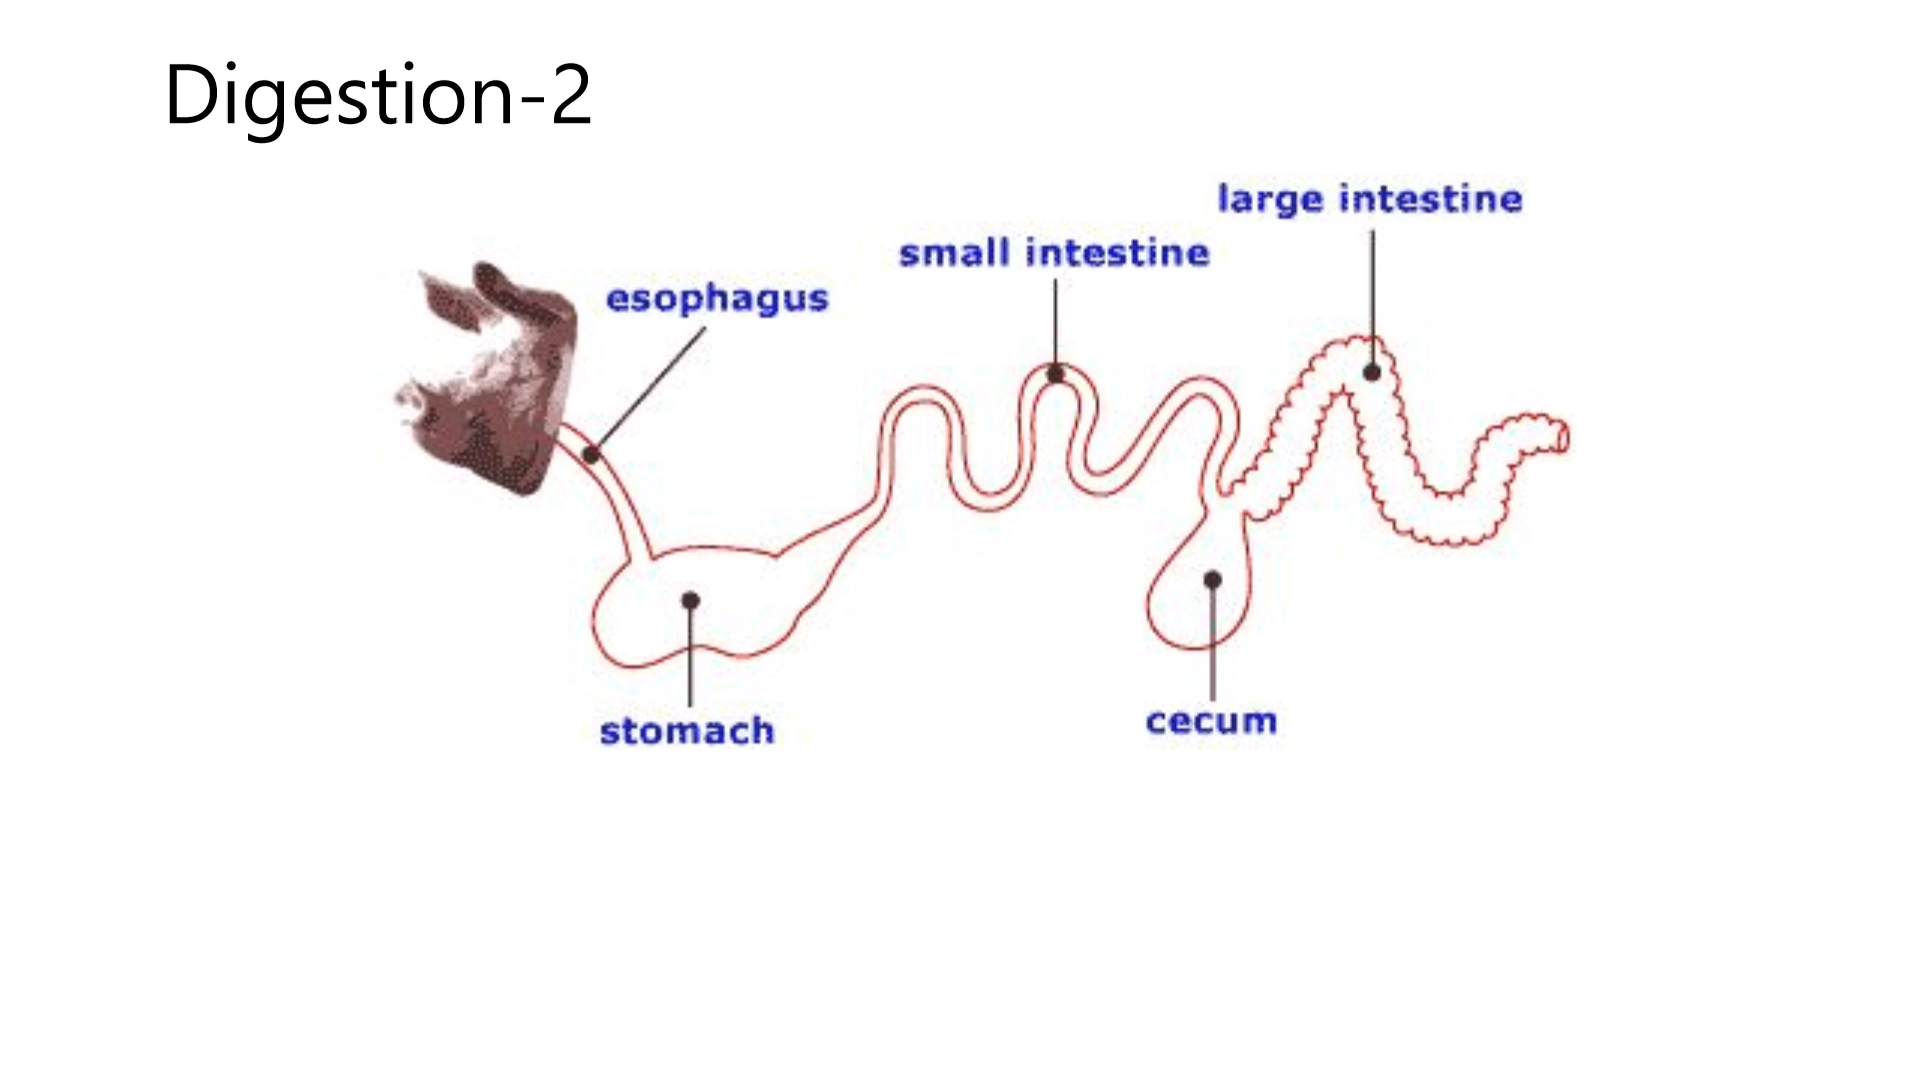 Digestion-2
large intestine
small intestine
esophagus
stomach
cecum